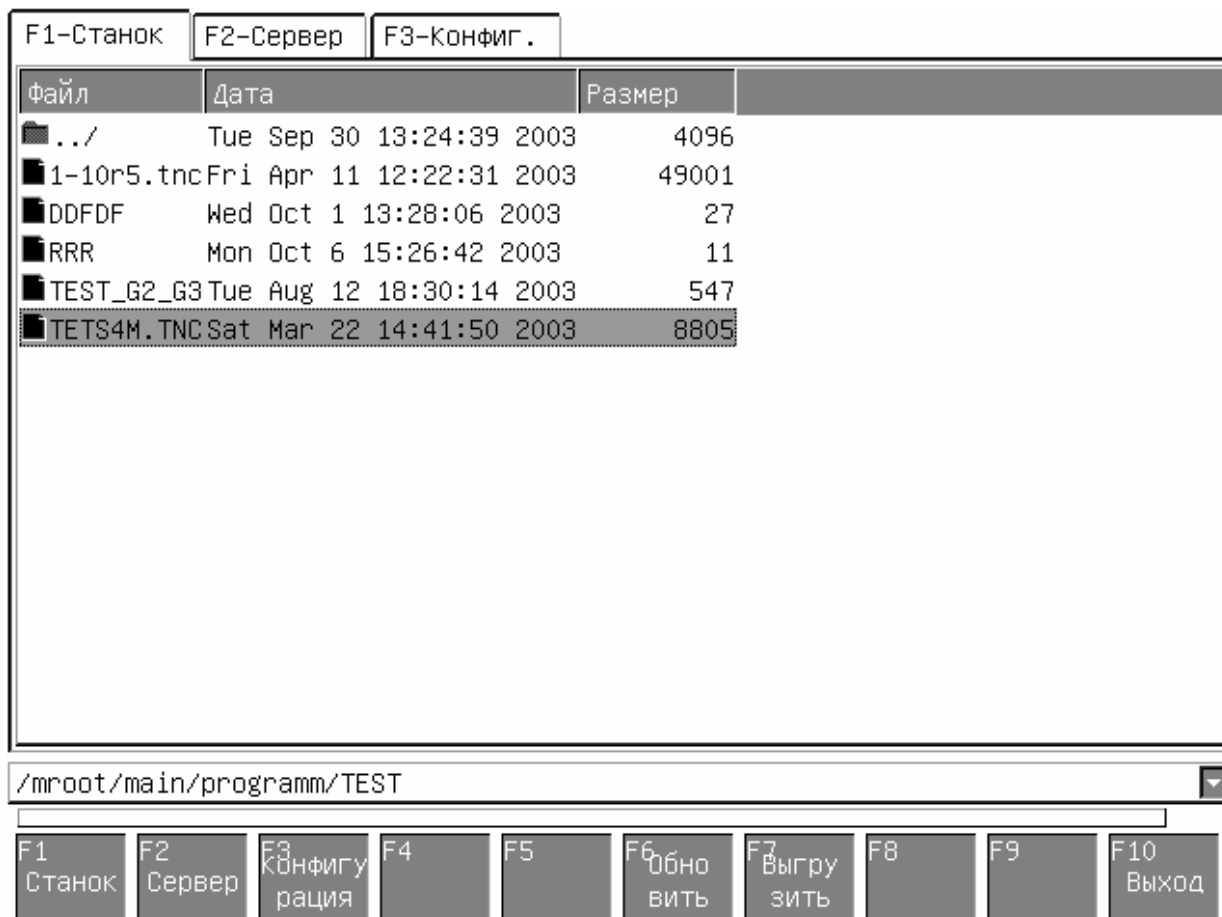 F1-Станок F2-Сервер F3-Конфиг.
Файл Дата Размер
../ Tue Sep 30 13:24:39 2003 4096
1-10r5.tnc Fri Apr 11 12:22:31 2003 49001
DDFDF Wed Oct 1 13:28:06 2003 27
RRR Mon Oct 6 15:26:42 2003 11
TEST_G2_G3 Tue Aug 12 18:30:14 2003 547
TETS4M.TNC Sat Mar 22 14:41:50 2003 8805
/mroot/main/programm/TEST
F1 Станок
F2 Сервер
F3 Конфигу
рация
F4
F5
F6 Обно
вить
F7 Выгру
зить
F8
F9
F10 Выход